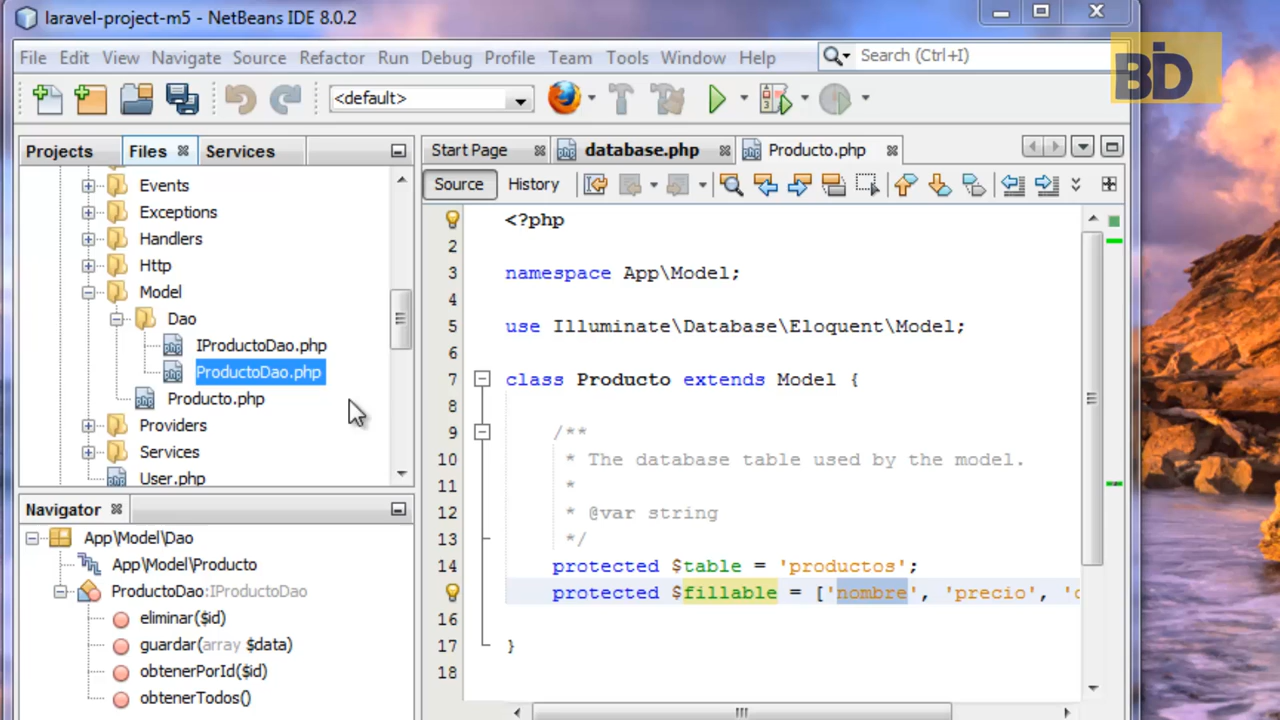 laravel-project-m5 - NetBeans IDE 8.0.2
File Edit View Navigate Source Refactor Run Debug Profile Team Tools Window Help
Search (Ctrl+I)
BID
<default>
Projects Files Services
Start Page database.php Producto.php
Source History
Events
Exceptions
Handlers
Http
Model
Dao
IProductoDao.php
ProductoDao.php
Producto.php
Providers
Services
User.php
Navigator
App\Model\Dao
App\Model\Producto
ProductoDao:IProductoDao
eliminar($id)
guardar(array $data)
obtenerPorId($id)
obtenerTodos()
<?php
2
3 namespace App\Model;
4
5 use Illuminate\Database\Eloquent\Model;
6
7 class Producto extends Model {
8
9 /**
10 * The database table used by the model.
11 *
12 * @var string
13 */
14 protected $table = 'productos';
protected $fillable = ['nombre', 'precio', '
16
17 }
18